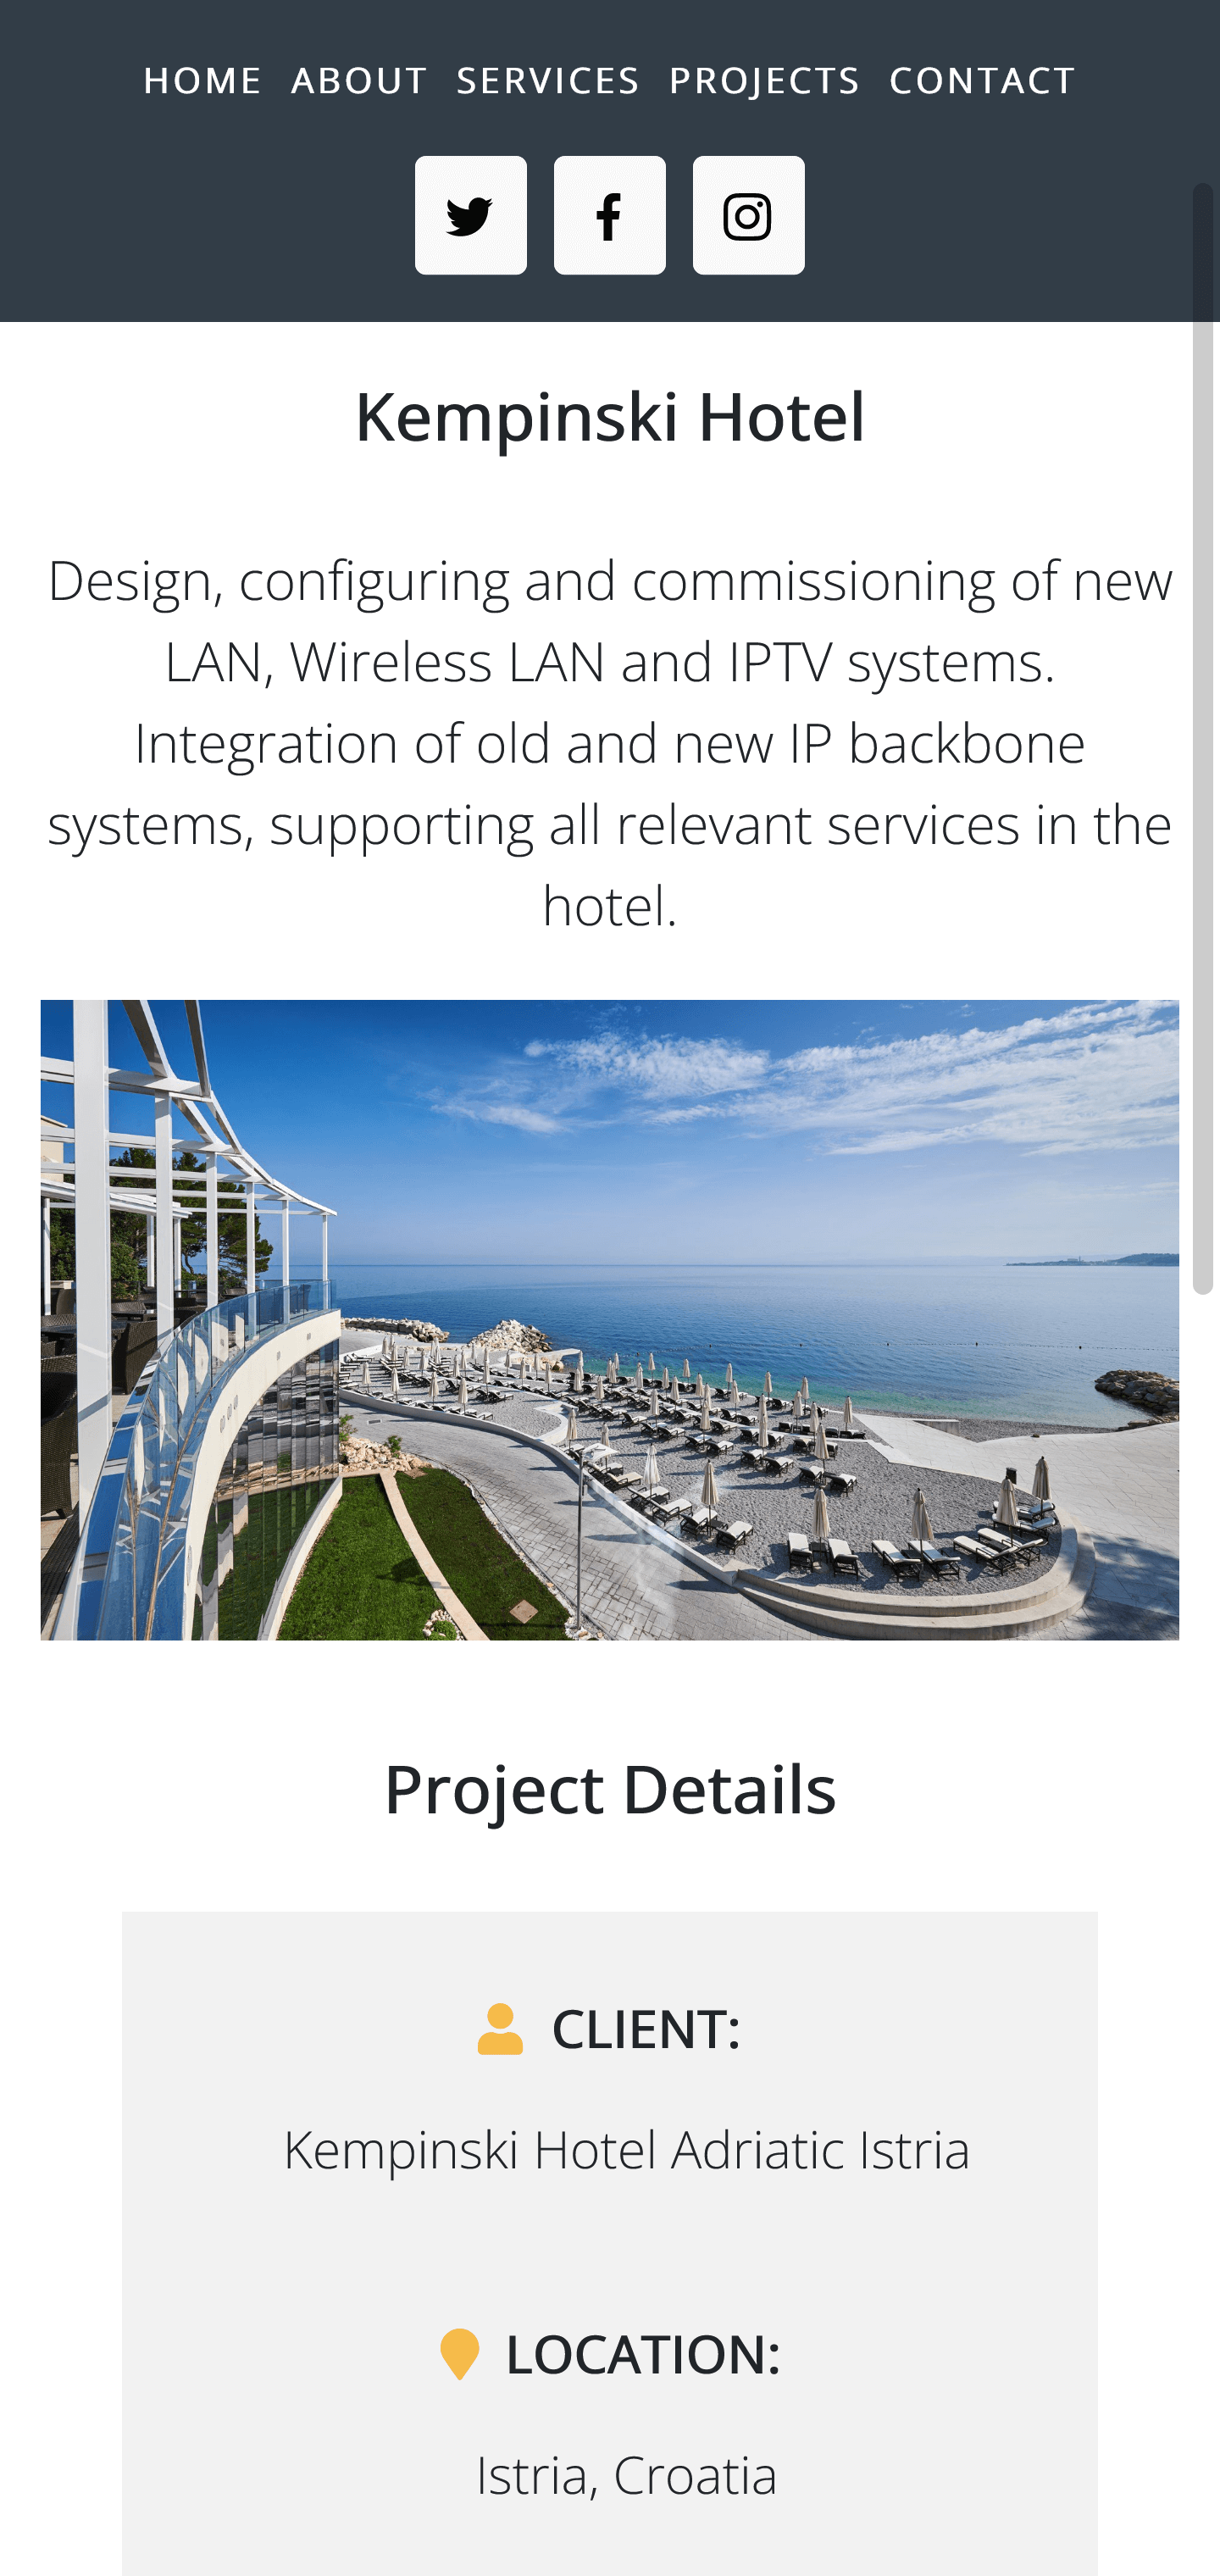 HOME ABOUT SERVICES PROJECTS CONTACT
Kempinski Hotel
Design, configuring and commissioning of new
LAN, Wireless LAN and IPTV systems.
Integration of old and new IP backbone
systems, supporting all relevant services in the
hotel.
Project Details
CLIENT:
Kempinski Hotel Adriatic Istria
LOCATION:
Istria, Croatia